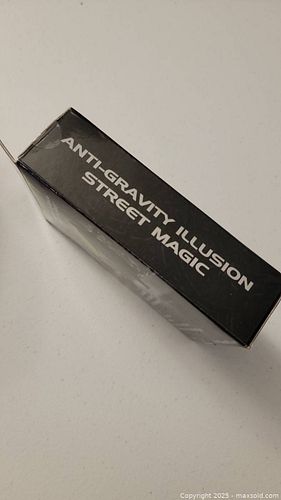 ANTI-GRAVITY ILLUSION
STREET MAGIC
Copyright © 2025 - maxsold.com